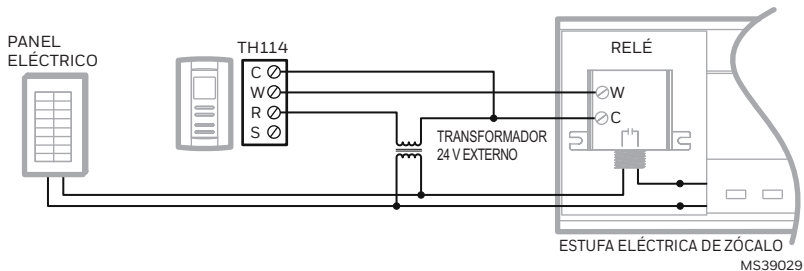 PANEL
ELÉCTRICO
TH114
C
W
R
S
TRANSFORMADOR
24 V EXTERNO
RELÉ
W
C
ESTUFA ELÉCTRICA DE ZÓCALO
MS39029